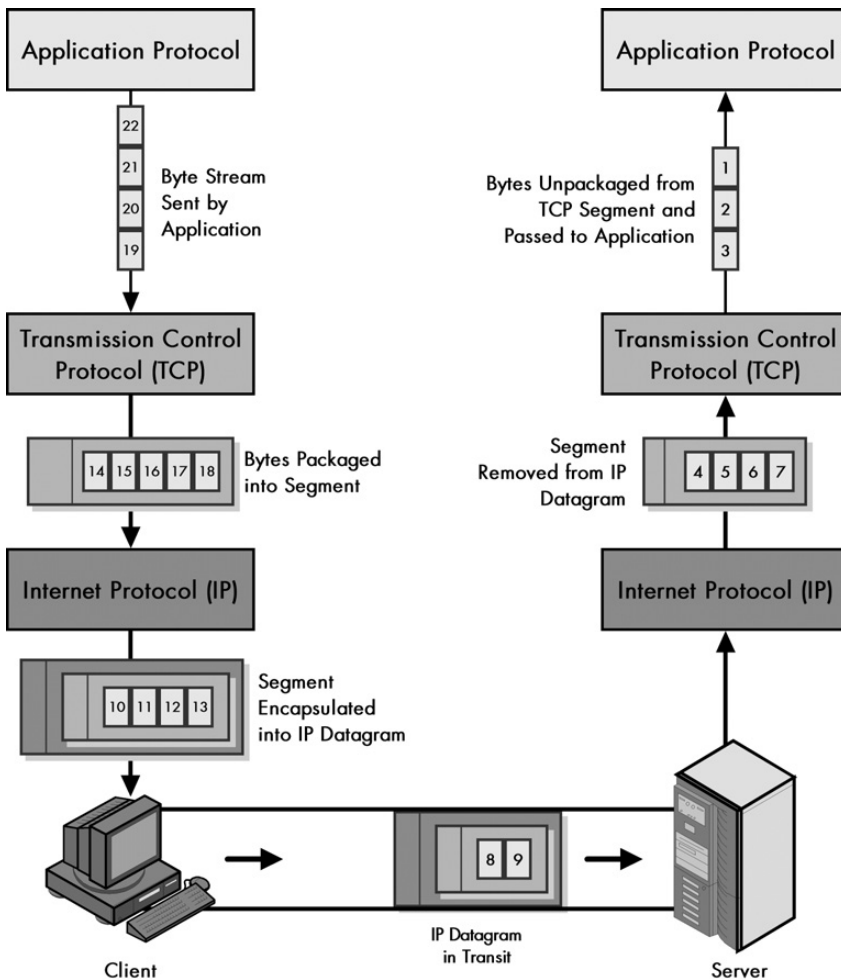 Application Protocol
22
21
20
19
Byte Stream
Sent by
Application
Transmission Control
Protocol (TCP)
14 15 16 17 18
Bytes Packaged
into Segment
Internet Protocol (IP)
10 11 12 13
Segment
Encapsulated
into IP Datagram
Client
8 9
IP Datagram
in Transit
Application Protocol
Bytes Unpackaged from
TCP Segment and
Passed to Application
1
2
3
Transmission Control
Protocol (TCP)
Segment
Removed from IP
Datagram
4 5 6 7
Internet Protocol (IP)
Server